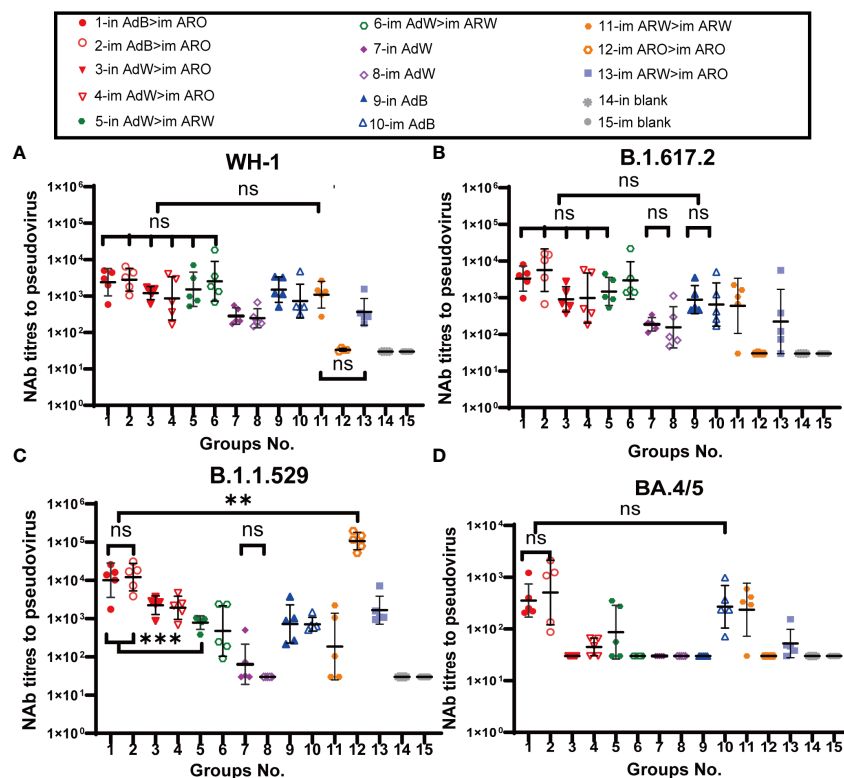 1-in AdB>im ARO
2-im AdB>im ARO
3-in AdW>im ARO
4-im AdW>im ARO
5-in AdW>im ARW
6-im AdW>im ARW
7-in AdW
8-im AdW
9-in AdB
10-im AdB
11-im ARW>im ARW
12-im ARO>im ARO
13-im ARW>im ARO
14-in blank
15-im blank
A
WH-1
NAb titres to pseudovirus
1×10⁶
1×10⁵
1×10⁴
1×10³
1×10²
1×10¹
1×10⁰
ns
ns
ns
1 2 3 4 5 6 7 8 9 10 11 12 13 14 15
Groups No.
B
B.1.617.2
NAb titres to pseudovirus
1×10⁶
1×10⁵
1×10⁴
1×10³
1×10²
1×10¹
1×10⁰
ns
ns
ns
ns
1 2 3 4 5 6 7 8 9 10 11 12 13 14 15
Groups No.
C
B.1.1.529
NAb titres to pseudovirus
1×10⁶
1×10⁵
1×10⁴
1×10³
1×10²
1×10¹
1×10⁰
**
ns
ns
***
1 2 3 4 5 6 7 8 9 10 11 12 13 14 15
Groups No.
D
BA.4/5
NAb titres to pseudovirus
1×10⁴
1×10³
1×10²
1×10¹
1×10⁰
ns
ns
1 2 3 4 5 6 7 8 9 10 11 12 13 14 15
Groups No.